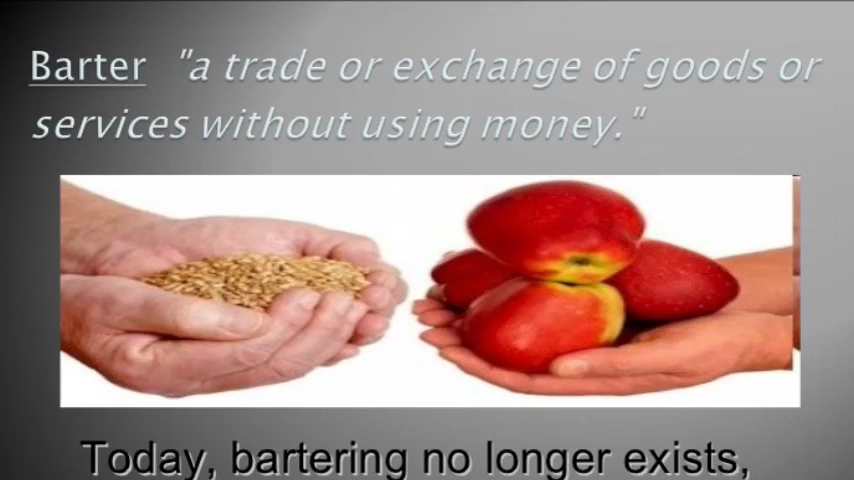 Barter "a trade or exchange of goods or
services without using money."
Today, bartering no longer exists,